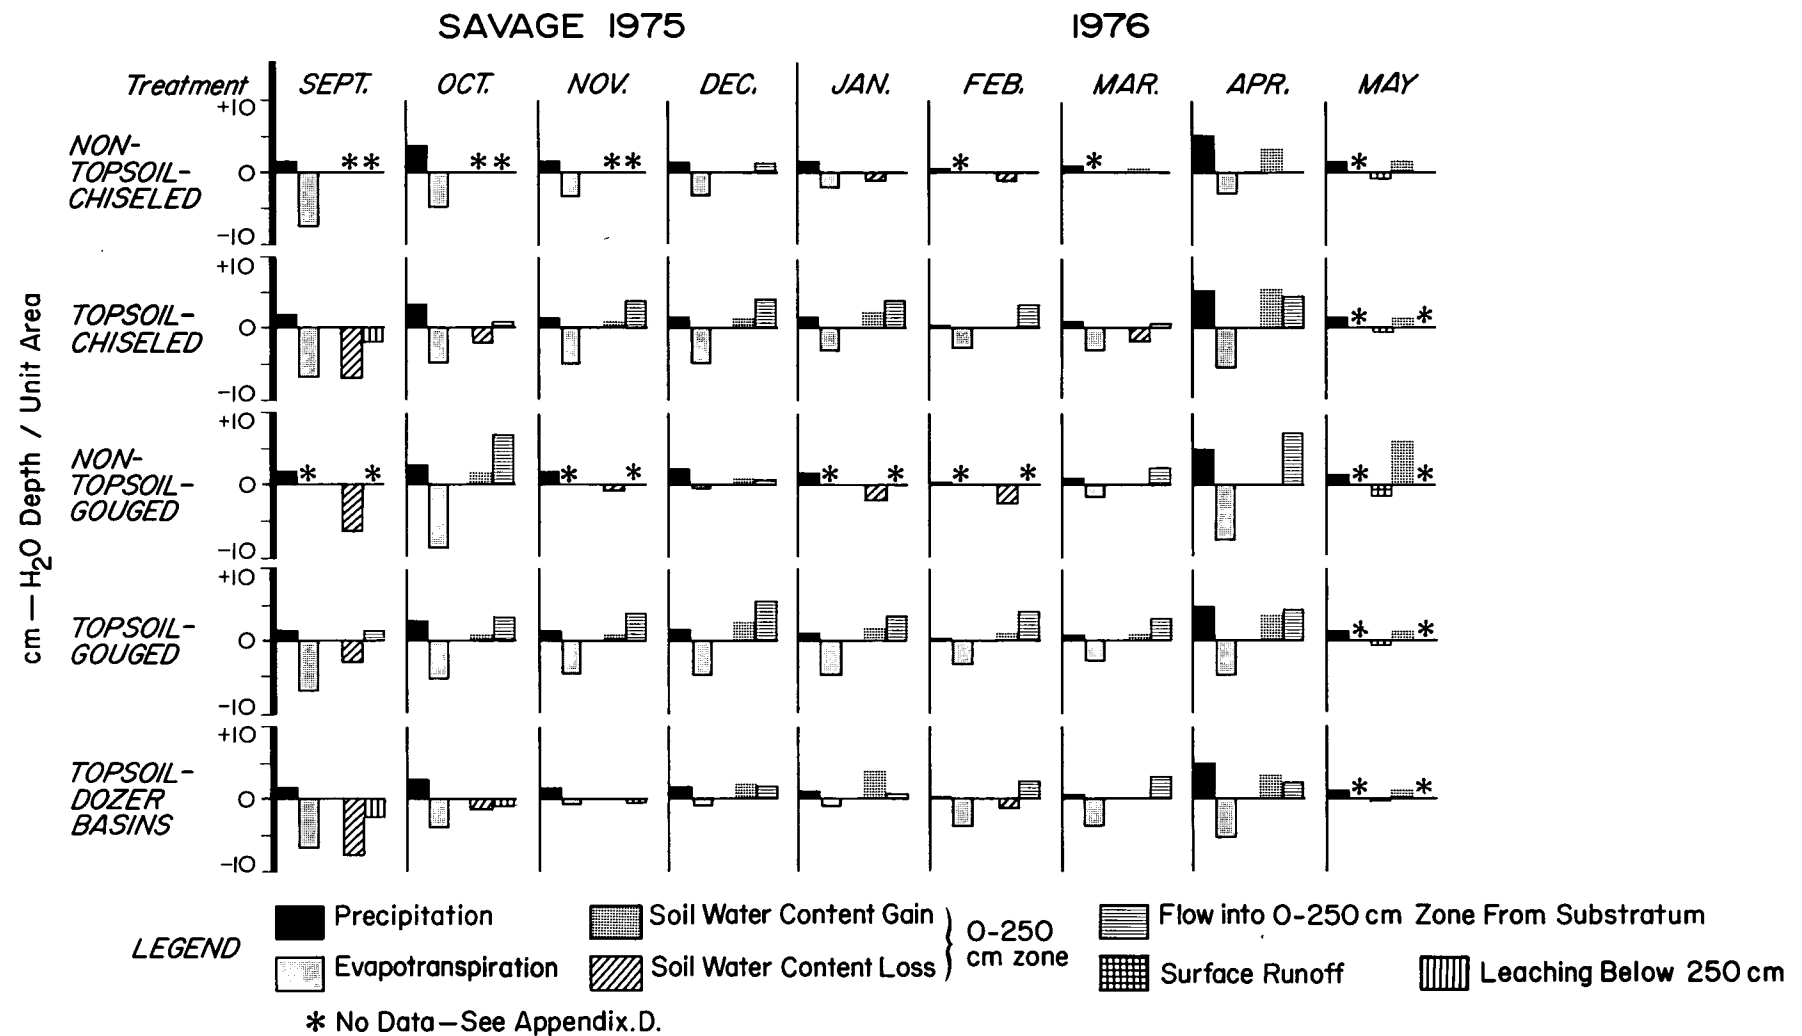 SAVAGE 1975 1976
Treatment SEPT. OCT. NOV. DEC. JAN. FEB. MAR. APR. MAY
cm — H2O Depth / Unit Area
+10
NON-
TOPSOIL-
CHISELED
0 ** ** ** * * *
-10
+10
TOPSOIL-
CHISELED
0 * *
-10
+10
NON-
TOPSOIL-
GOUGED
0 * * * * * * * * * *
-10
+10
TOPSOIL-
GOUGED
0 * *
-10
+10
TOPSOIL-
DOZER
BASINS
0 * *
-10
LEGEND
Precipitation
Evapotranspiration
Soil Water Content Gain
Soil Water Content Loss
0-250
cm zone
Flow into 0-250 cm Zone From Substratum
Surface Runoff
Leaching Below 250 cm
* No Data—See Appendix.D.